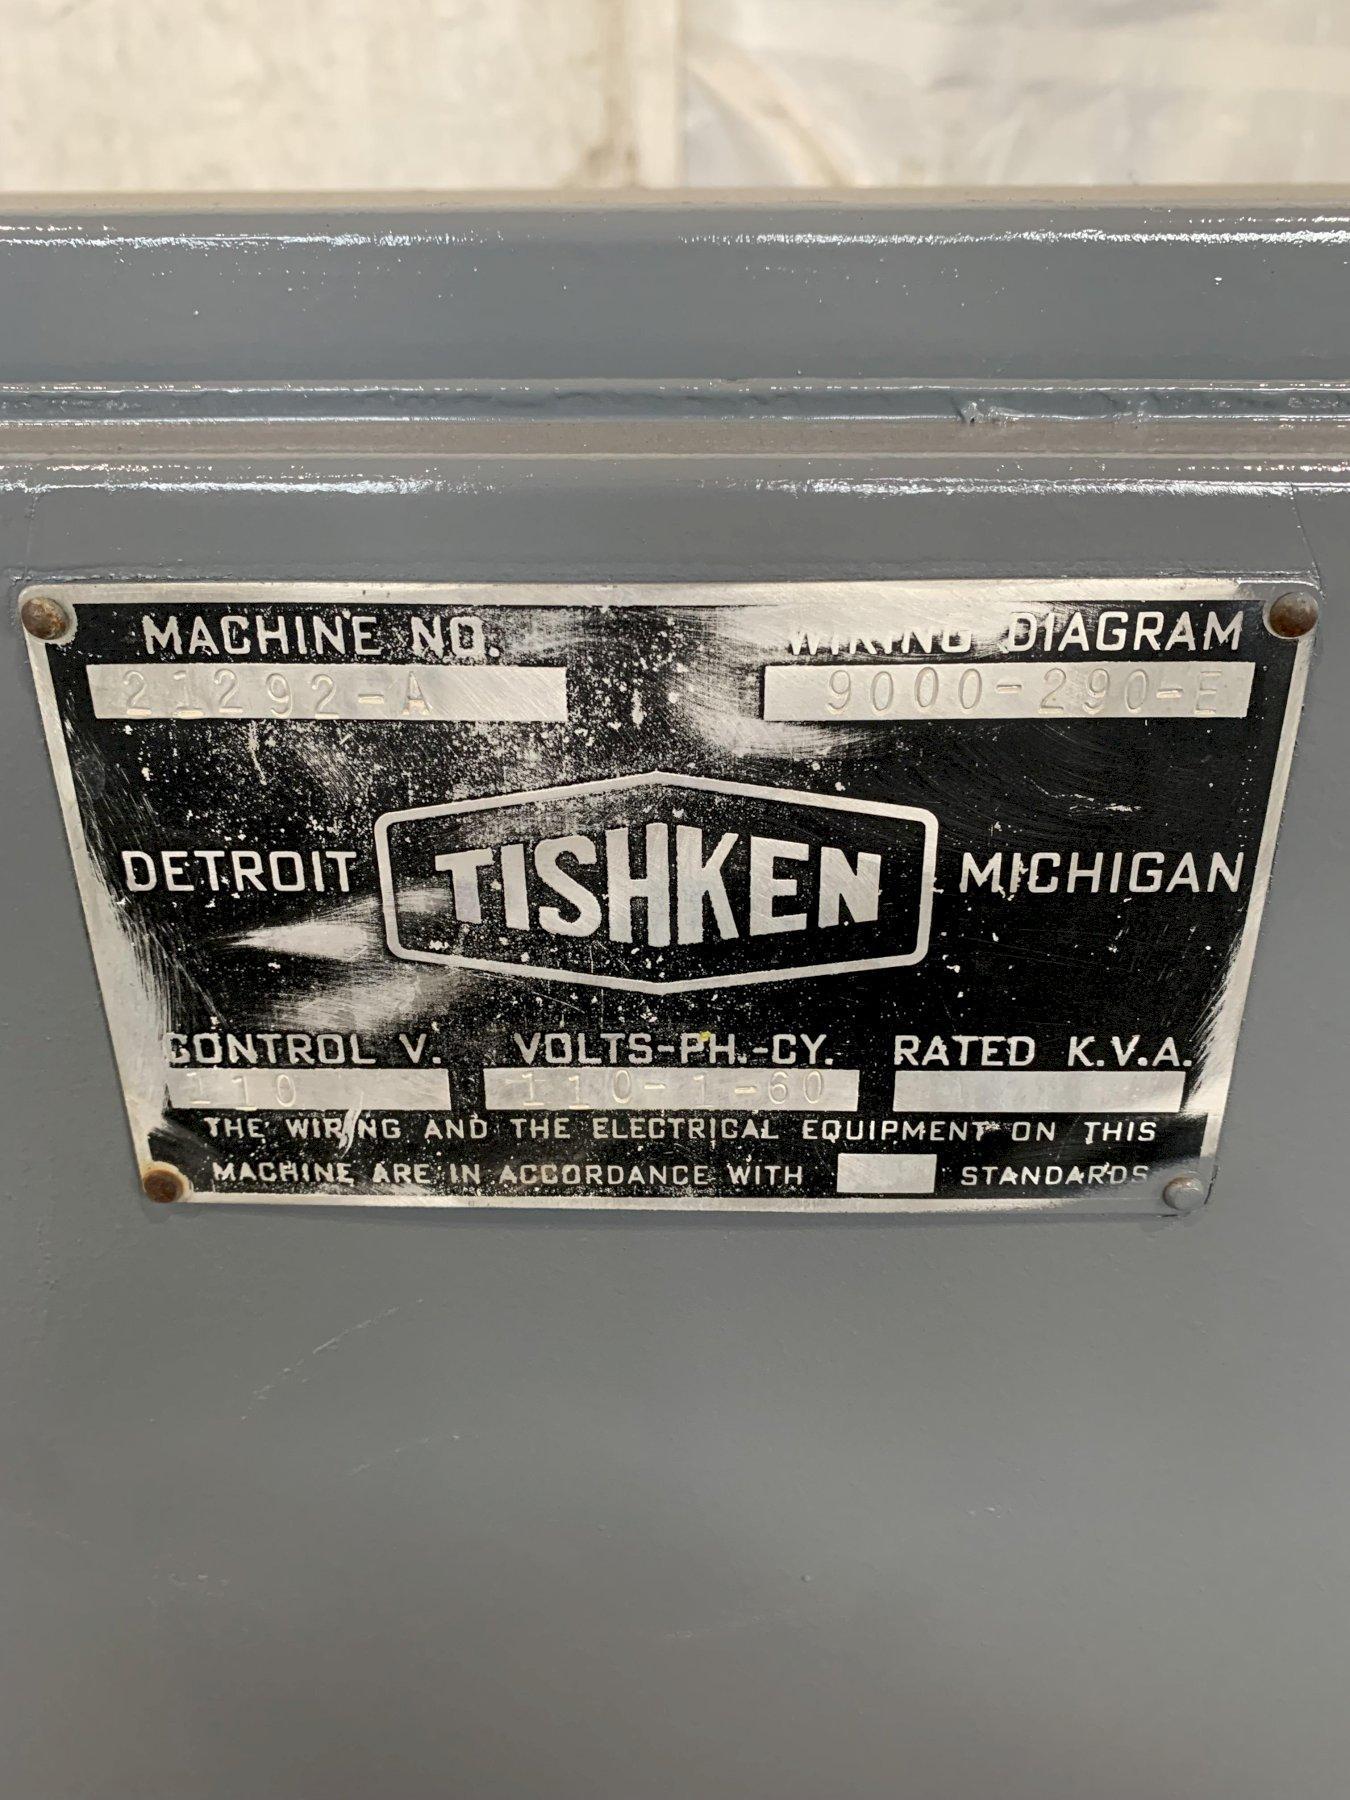 MACHINE NO. WIRING DIAGRAM
21292-A 9000-290-E
DETROIT TISHKEN MICHIGAN
CONTROL V. VOLTS-PH.-CY. RATED K.V.A.
110 110-1-60
THE WIRING AND THE ELECTRICAL EQUIPMENT ON THIS
MACHINE ARE IN ACCORDANCE WITH STANDARDS